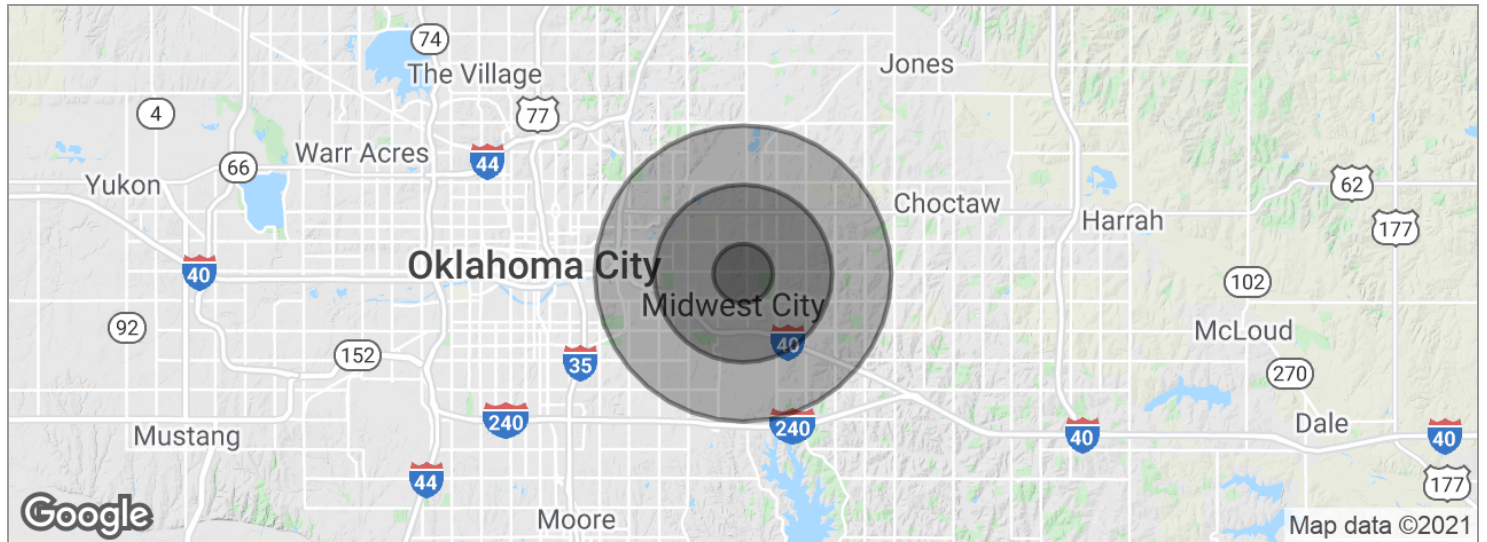 74
The Village
Jones
4
77
Warr Acres
44
66
Yukon
62
Choctaw
Harrah
177
40
Oklahoma City
102
Midwest City
92
McLoud
40
152
35
270
240
240
Dale
Mustang
40
40
44
177
Google
Moore
Map data ©2021